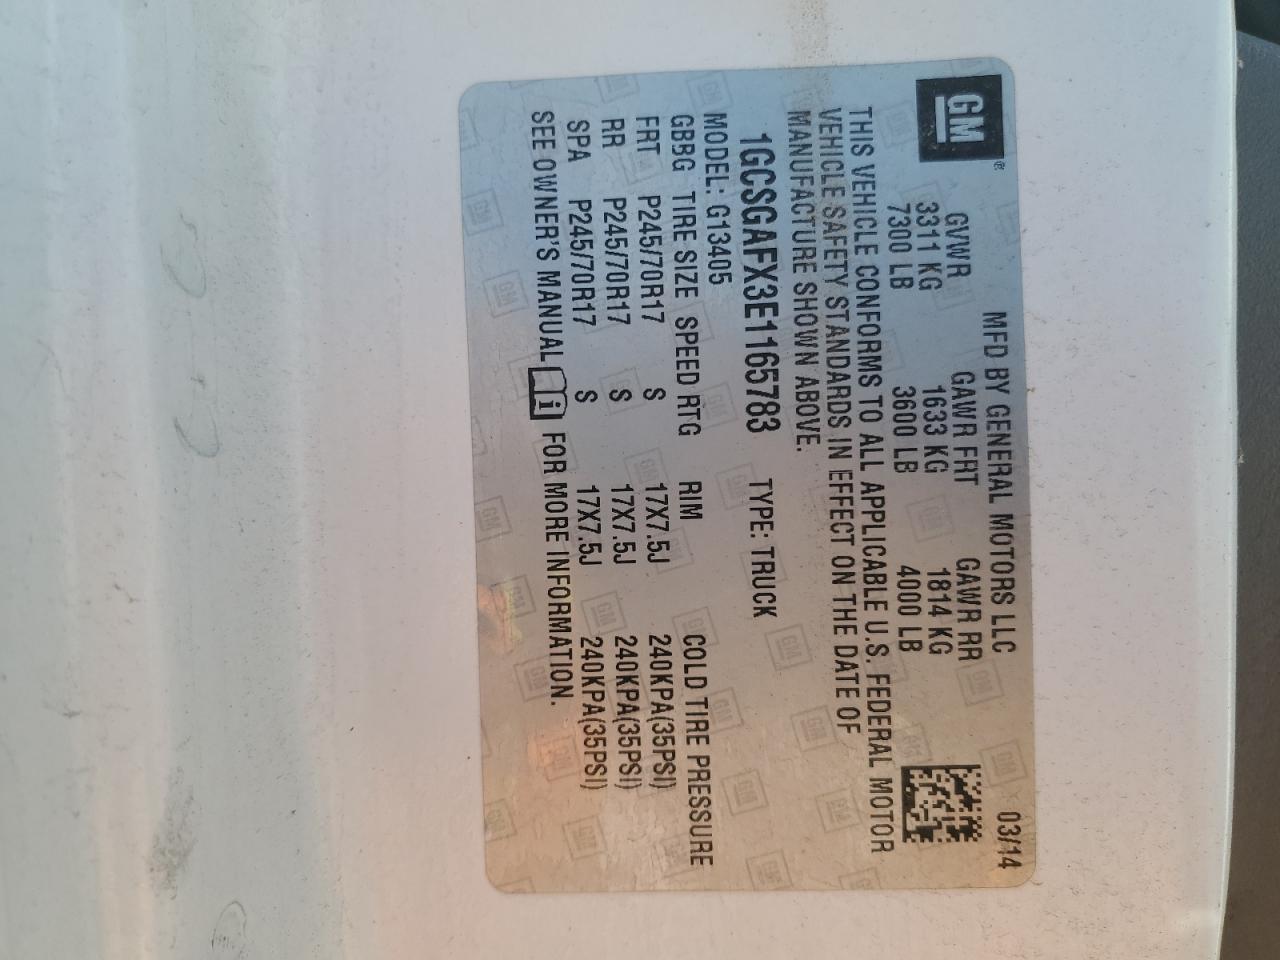 GM®
MFD BY GENERAL MOTORS LLC 03/14
GVWR GAWR FRT GAWR RR
3311 KG 1633 KG 1814 KG
7300 LB 3600 LB 4000 LB
THIS VEHICLE CONFORMS TO ALL APPLICABLE U.S. FEDERAL MOTOR
VEHICLE SAFETY STANDARDS IN EFFECT ON THE DATE OF
MANUFACTURE SHOWN ABOVE.
1GCSGAFX3E1165783 TYPE: TRUCK
MODEL: G13405
GBBG TIRE SIZE SPEED RTG RIM COLD TIRE PRESSURE
FRT P245/70R17 S 17X7.5J 240KPA(35PSI)
RR P245/70R17 S 17X7.5J 240KPA(35PSI)
SPA P245/70R17 S 17X7.5J 240KPA(35PSI)
SEE OWNER'S MANUAL i FOR MORE INFORMATION.